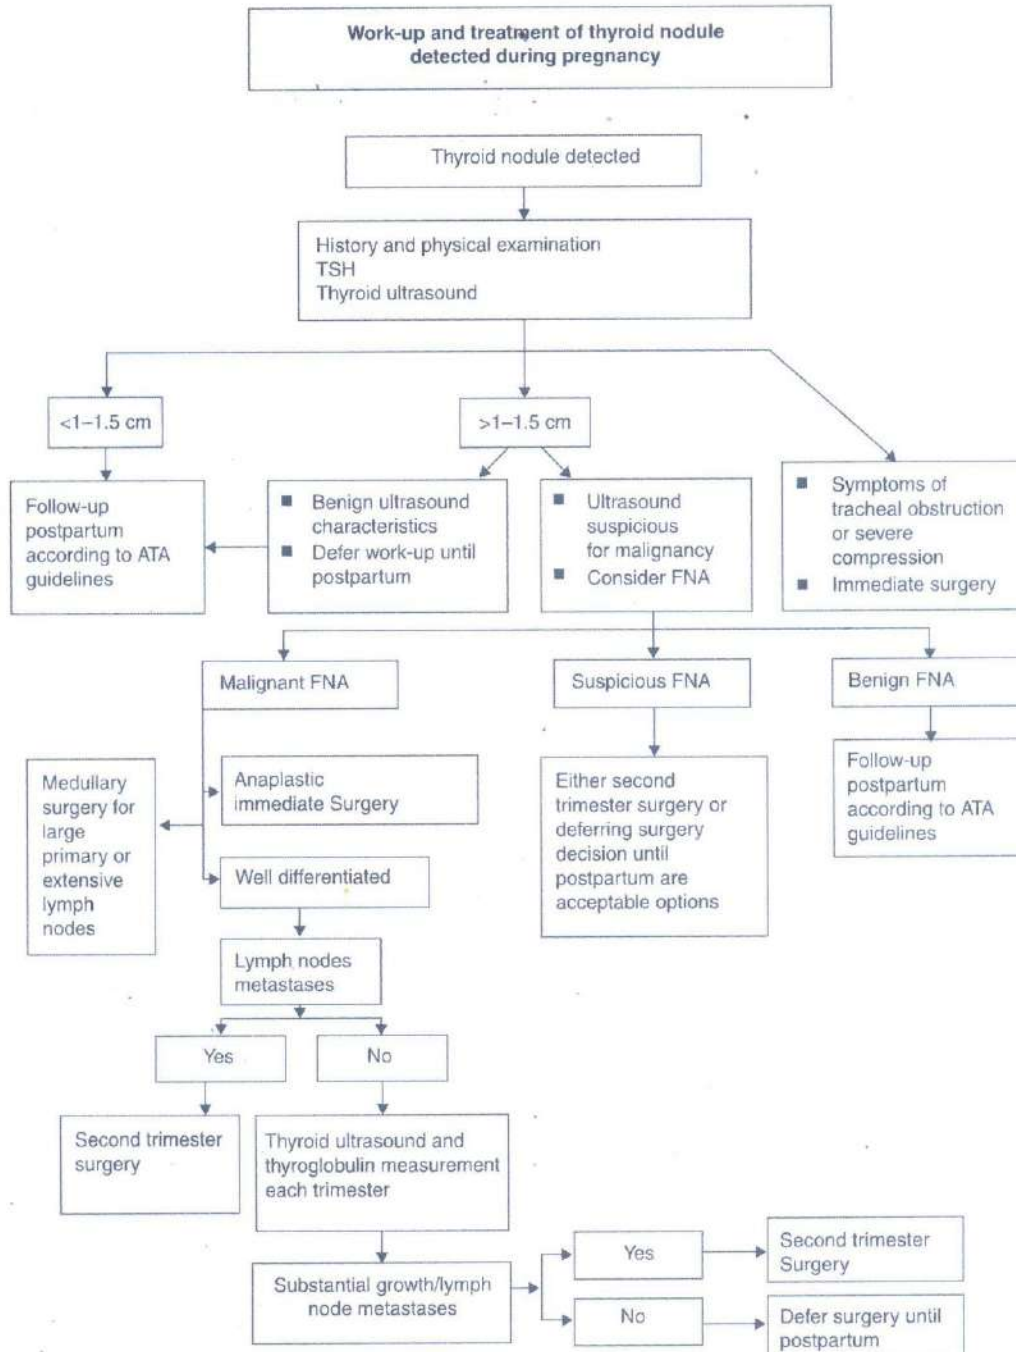 Work-up and treatment of thyroid nodule
detected during pregnancy
Thyroid nodule detected
History and physical examination
TSH
Thyroid ultrasound
<1–1.5 cm
>1–1.5 cm
Follow-up
postpartum
according to ATA
guidelines
■ Benign ultrasound
characteristics
■ Defer work-up until
postpartum
■ Ultrasound
suspicious
for malignancy
■ Consider FNA
■ Symptoms of
tracheal obstruction
or severe
compression
■ Immediate surgery
Malignant FNA
Suspicious FNA
Benign FNA
Medullary
surgery for
large
primary or
extensive
lymph
nodes
Anaplastic
immediate Surgery
Well differentiated
Either second
trimester surgery or
deferring surgery
decision until
postpartum are
acceptable options
Follow-up
postpartum
according to ATA
guidelines
Lymph nodes
metastases
Yes
No
Second trimester
surgery
Thyroid ultrasound and
thyroglobulin measurement
each trimester
Substantial growth/lymph
node metastases
Yes
Second trimester
Surgery
No
Defer surgery until
postpartum